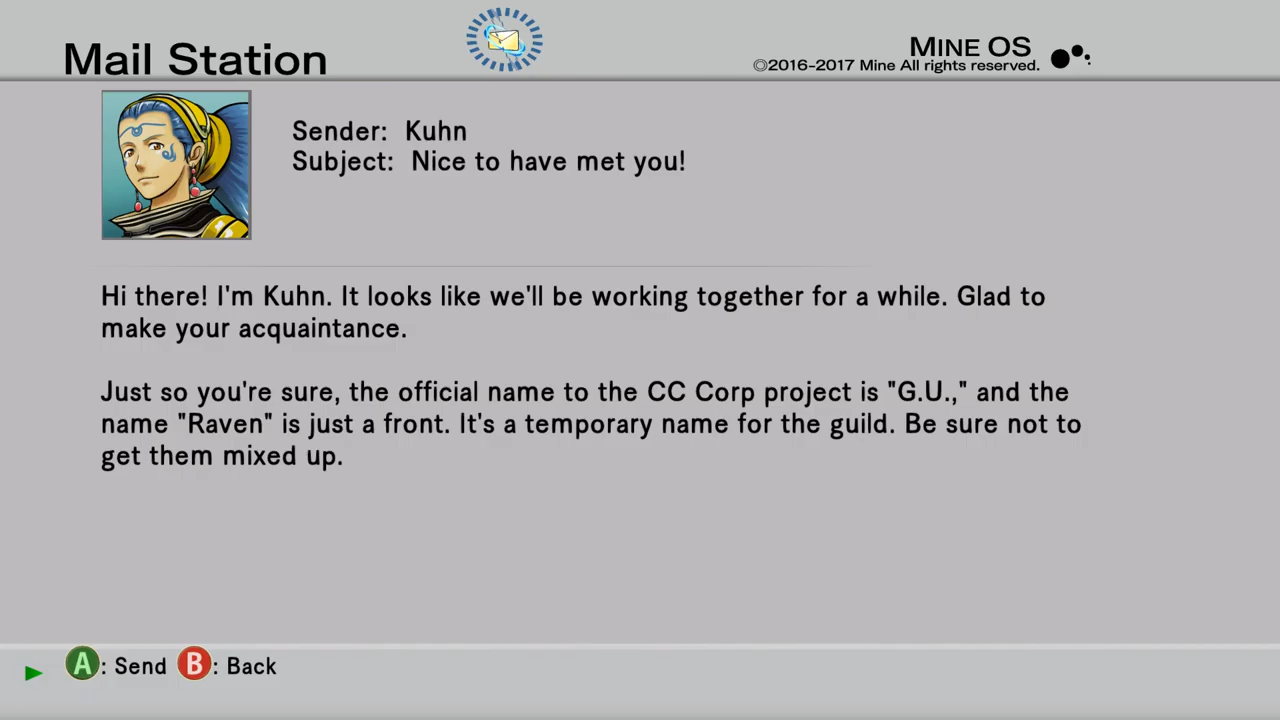 Mail Station
MINE OS
©2016-2017 Mine All rights reserved.
Sender: Kuhn
Subject: Nice to have met you!
Hi there! I'm Kuhn. It looks like we'll be working together for a while. Glad to
make your acquaintance.
Just so you're sure, the official name to the CC Corp project is "G.U.," and the
name "Raven" is just a front. It's a temporary name for the guild. Be sure not to
get them mixed up.
A: Send B: Back